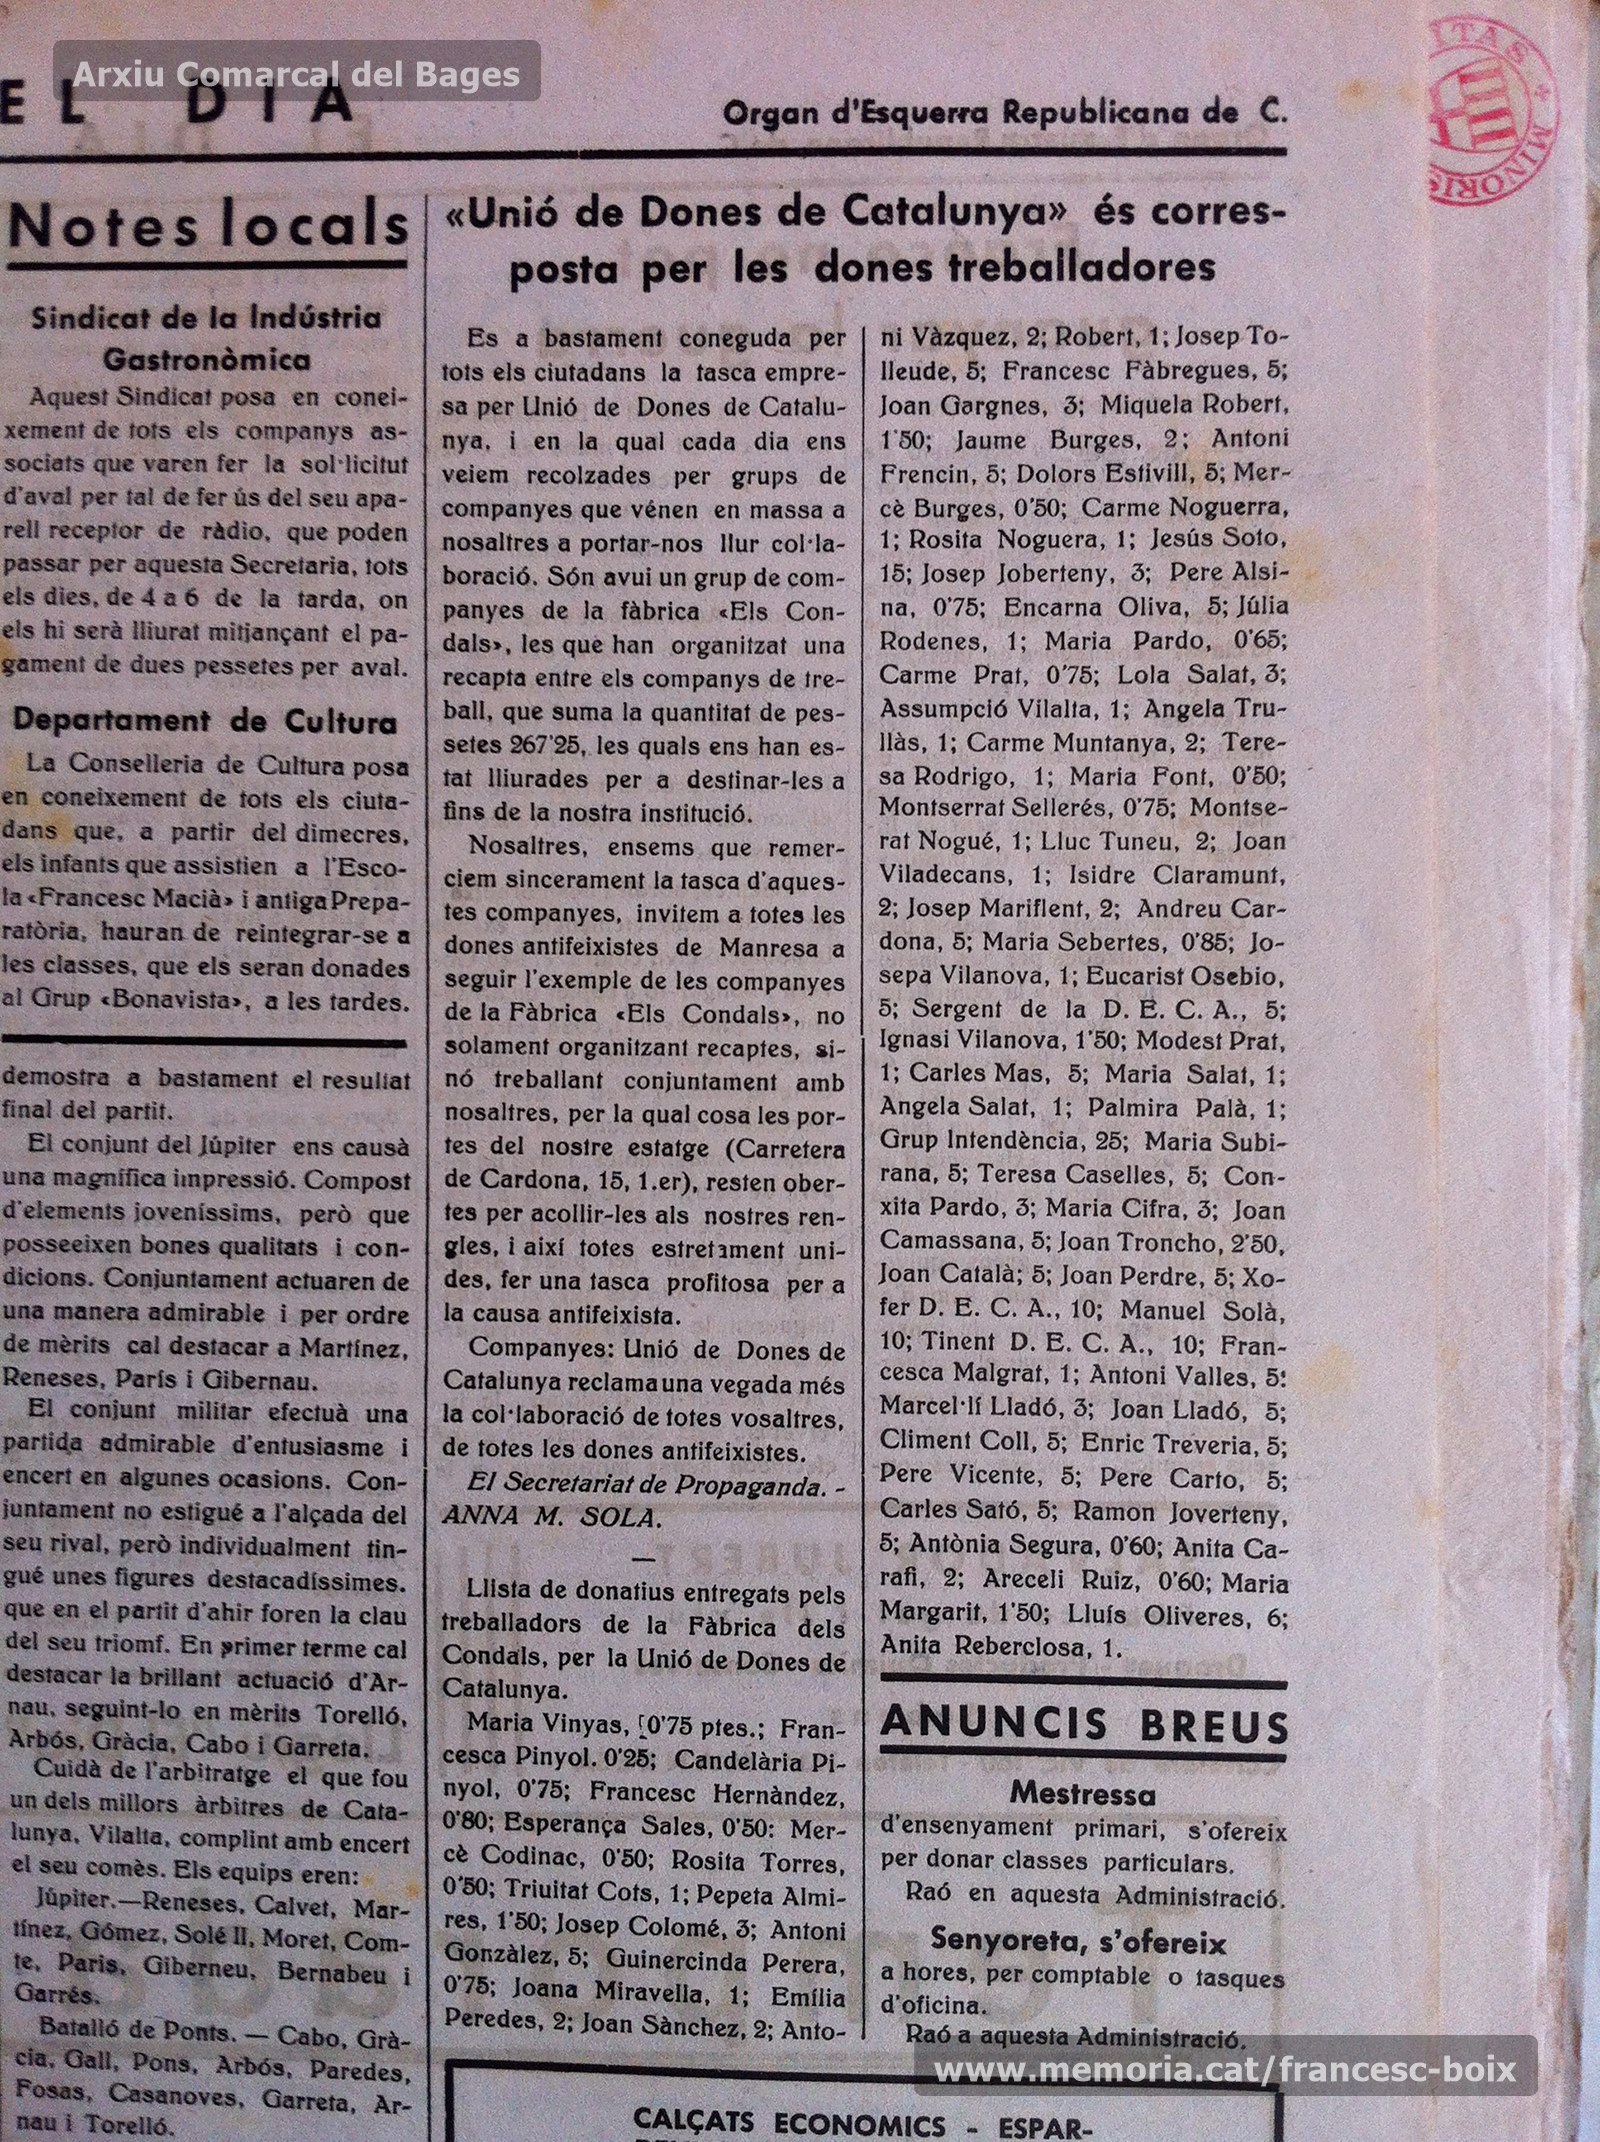 Arxiu Comarcal del Bages
EL DIA
Organ d'Esquerra Republicana de C.
ITAS + MINORIS
Notes locals
Sindicat de la Indústria
Gastronòmica
Aquest Sindicat posa en conei-
xement de tots els companys as-
sociats que varen fer la sol·licitut
d'aval per tal de fer ús del seu apa-
rell receptor de ràdio, que poden
passar per aquesta Secretaria, tots
els dies, de 4 a 6 de la tarda, on
els hi serà lliurat mitjançant el pa-
gament de dues pessetes per aval.
Departament de Cultura
La Conselleria de Cultura posa
en coneixement de tots els ciuta-
dans que, a partir del dimecres,
els infants que assistien a l'Esco-
la «Francesc Macià» i antiga Prepa-
ratòria, hauran de reintegrar-se a
les classes, que els seran donades
al Grup «Bonavista», a les tardes.
demostra a bastament el resultat
final del partit.
El conjunt del Júpiter ens causà
una magnífica impressió. Compost
d'elements joveníssims, però que
posseeixen bones qualitats i con-
dicions. Conjuntament actuaren de
una manera admirable i per ordre
de mèrits cal destacar a Martínez,
Reneses, París i Gibernau.
El conjunt militar efectuà una
partida admirable d'entusiasme i
encert en algunes ocasions. Con-
juntament no estigué a l'alçada del
seu rival, però individualment tin-
gué unes figures destacadíssimes.
que en el partit d'ahir foren la clau
del seu triomf. En primer terme cal
destacar la brillant actuació d'Ar-
nau, seguint-lo en mèrits Torelló,
Arbós, Gràcia, Cabo i Garreta.
Cuidà de l'arbitratge el que fou
un dels millors àrbitres de Cata-
lunya, Vilalta, complint amb encert
el seu comès. Els equips eren:
Júpiter.—Reneses, Calvet, Mar-
tínez, Gómez, Solé II, Moret, Com-
te, Paris, Giberneu, Bernabeu i
Garrés.
Batalló de Ponts. — Cabo, Grà-
cia, Gall, Pons, Arbós, Paredes,
Fosas, Casanoves, Garreta, Ar-
nau i Torelló.
«Unió de Dones de Catalunya» és corres-
posta per les dones treballadores
Es a bastament coneguda per
tots els ciutadans la tasca empre-
sa per Unió de Dones de Catalu-
nya, i en la qual cada dia ens
veiem recolzades per grups de
companyes que vénen en massa a
nosaltres a portar-nos llur col·la-
boració. Són avui un grup de com-
panyes de la fàbrica «Els Con-
dals», les que han organitzat una
recapta entre els companys de tre-
ball, que suma la quantitat de pes-
setes 267'25, les quals ens han es-
tat lliurades per a destinar-les a
fins de la nostra institució.
Nosaltres, ensems que remer-
ciem sincerament la tasca d'aques-
tes companyes, invitem a totes les
dones antifeixistes de Manresa a
seguir l'exemple de les companyes
de la Fàbrica «Els Condals», no
solament organitzant recaptes, si-
nó treballant conjuntament amb
nosaltres, per la qual cosa les por-
tes del nostre estatge (Carretera
de Cardona, 15, 1.er), resten ober-
tes per acollir-les als nostres ren-
gles, i així totes estretament uni-
des, fer una tasca profitosa per a
la causa antifeixista.
Companyes: Unió de Dones de
Catalunya reclama una vegada més
la col·laboració de totes vosaltres,
de totes les dones antifeixistes.
El Secretariat de Propaganda. -
ANNA M. SOLA.
—
Llista de donatius entregats pels
treballadors de la Fàbrica dels
Condals, per la Unió de Dones de
Catalunya.
Maria Vinyas, 0'75 ptes.; Fran-
cesca Pinyol. 0'25; Candelària Pi-
nyol, 0'75; Francesc Hernàndez,
0'80; Esperança Sales, 0'50: Mer-
cè Codinac, 0'50; Rosita Torres,
0'50; Triuitat Cots, 1; Pepeta Almi-
res, 1'50; Josep Colomé, 3; Antoni
Gonzàlez, 5; Guinercinda Perera,
0'75; Joana Miravella, 1; Emília
Peredes, 2; Joan Sànchez, 2; Anto-
ni Vàzquez, 2; Robert, 1; Josep To-
lleude, 5; Francesc Fàbregues, 5;
Joan Gargnes, 3; Miquela Robert,
1'50; Jaume Burges, 2; Antoni
Frencin, 5; Dolors Estivill, 5; Mer-
cè Burges, 0'50; Carme Noguerra,
1; Rosita Noguera, 1; Jesús Soto,
15; Josep Joberteny, 3; Pere Alsi-
na, 0'75; Encarna Oliva, 5; Júlia
Rodenes, 1; Maria Pardo, 0'65;
Carme Prat, 0'75; Lola Salat, 3;
Assumpció Vilalta, 1; Angela Tru-
llàs, 1; Carme Muntanya, 2; Tere-
sa Rodrigo, 1; Maria Font, 0'50;
Montserrat Sellerés, 0'75; Montse-
rat Nogué, 1; Lluc Tuneu, 2; Joan
Viladecans, 1; Isidre Claramunt,
2; Josep Mariflent, 2; Andreu Car-
dona, 5; Maria Sebertes, 0'85; Jo-
sepa Vilanova, 1; Eucarist Osebio,
5; Sergent de la D. E. C. A., 5;
Ignasi Vilanova, 1'50; Modest Prat,
1; Carles Mas, 5; Maria Salat, 1;
Angela Salat, 1; Palmira Palà, 1;
Grup Intendència, 25; Maria Subi-
rana, 5; Teresa Caselles, 5; Con-
xita Pardo, 3; Maria Cifra, 3; Joan
Camassana, 5; Joan Troncho, 2'50,
Joan Català; 5; Joan Perdre, 5; Xo-
fer D. E. C. A., 10; Manuel Solà,
10; Tinent D. E. C. A., 10; Fran-
cesca Malgrat, 1; Antoni Valles, 5:
Marcel·lí Lladó, 3; Joan Lladó, 5;
Climent Coll, 5; Enric Treveria, 5;
Pere Vicente, 5; Pere Carto, 5;
Carles Sató, 5; Ramon Joverteny,
5; Antònia Segura, 0'60; Anita Ca-
rafi, 2; Areceli Ruiz, 0'60; Maria
Margarit, 1'50; Lluís Oliveres, 6;
Anita Reberclosa, 1.
ANUNCIS BREUS
Mestressa
d'ensenyament primari, s'ofereix
per donar classes particulars.
Raó en aquesta Administració.
Senyoreta, s'ofereix
a hores, per comptable o tasques
d'oficina.
Raó a aquesta Administració.
www.memoria.cat/francesc-boix
CALÇATS ECONOMICS - ESPAR-